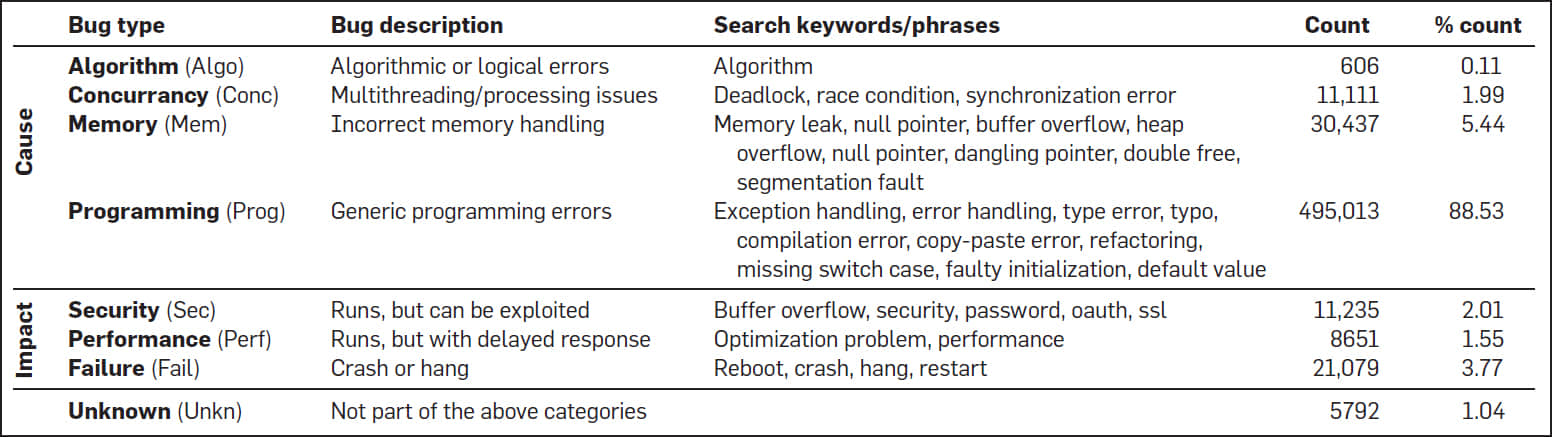 Bug type Bug description Search keywords/phrases Count % count
Cause
Algorithm (Algo) Algorithmic or logical errors Algorithm 606 0.11
Concurrancy (Conc) Multithreading/processing issues Deadlock, race condition, synchronization error 11,111 1.99
Memory (Mem) Incorrect memory handling Memory leak, null pointer, buffer overflow, heap 30,437 5.44
overflow, null pointer, dangling pointer, double free,
segmentation fault
Programming (Prog) Generic programming errors Exception handling, error handling, type error, typo, 495,013 88.53
compilation error, copy-paste error, refactoring,
missing switch case, faulty initialization, default value
Impact
Security (Sec) Runs, but can be exploited Buffer overflow, security, password, oauth, ssl 11,235 2.01
Performance (Perf) Runs, but with delayed response Optimization problem, performance 8651 1.55
Failure (Fail) Crash or hang Reboot, crash, hang, restart 21,079 3.77
Unknown (Unkn) Not part of the above categories 5792 1.04